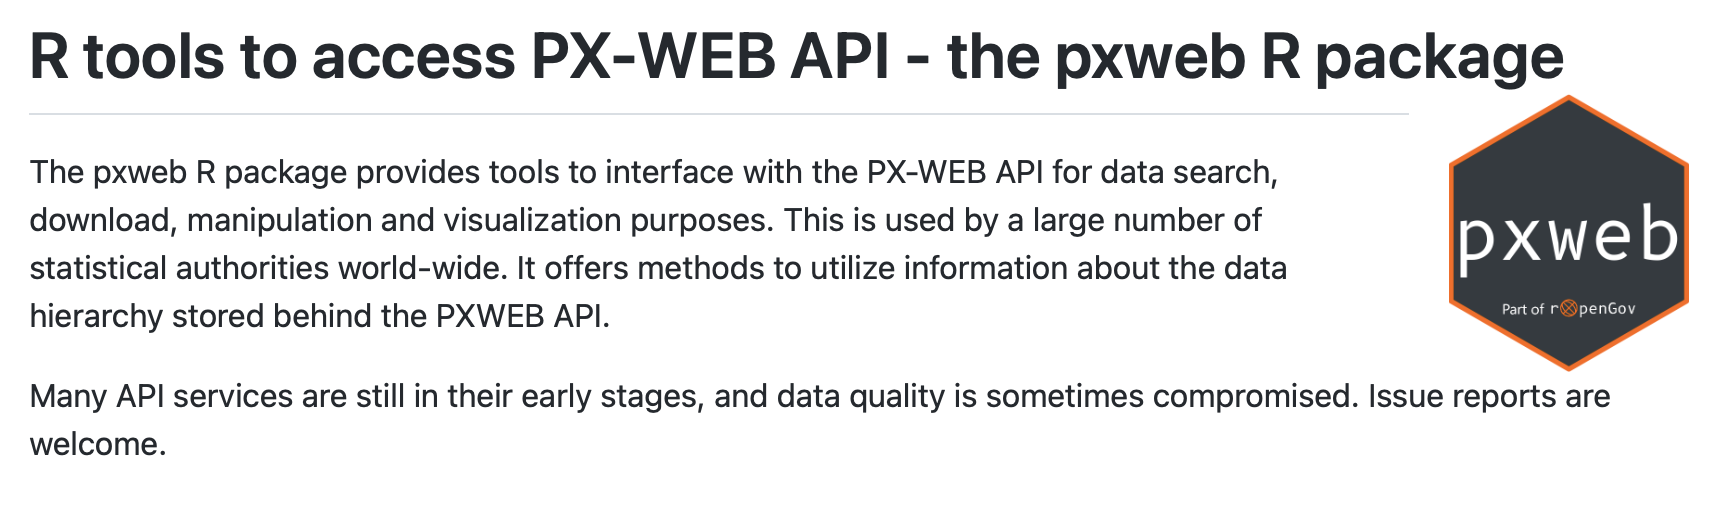 R tools to access PX-WEB API - the pxweb R package
The pxweb R package provides tools to interface with the PX-WEB API for data search,
download, manipulation and visualization purposes. This is used by a large number of
statistical authorities world-wide. It offers methods to utilize information about the data
hierarchy stored behind the PXWEB API.
pxweb
Part of rOpenGov
Many API services are still in their early stages, and data quality is sometimes compromised. Issue reports are
welcome.